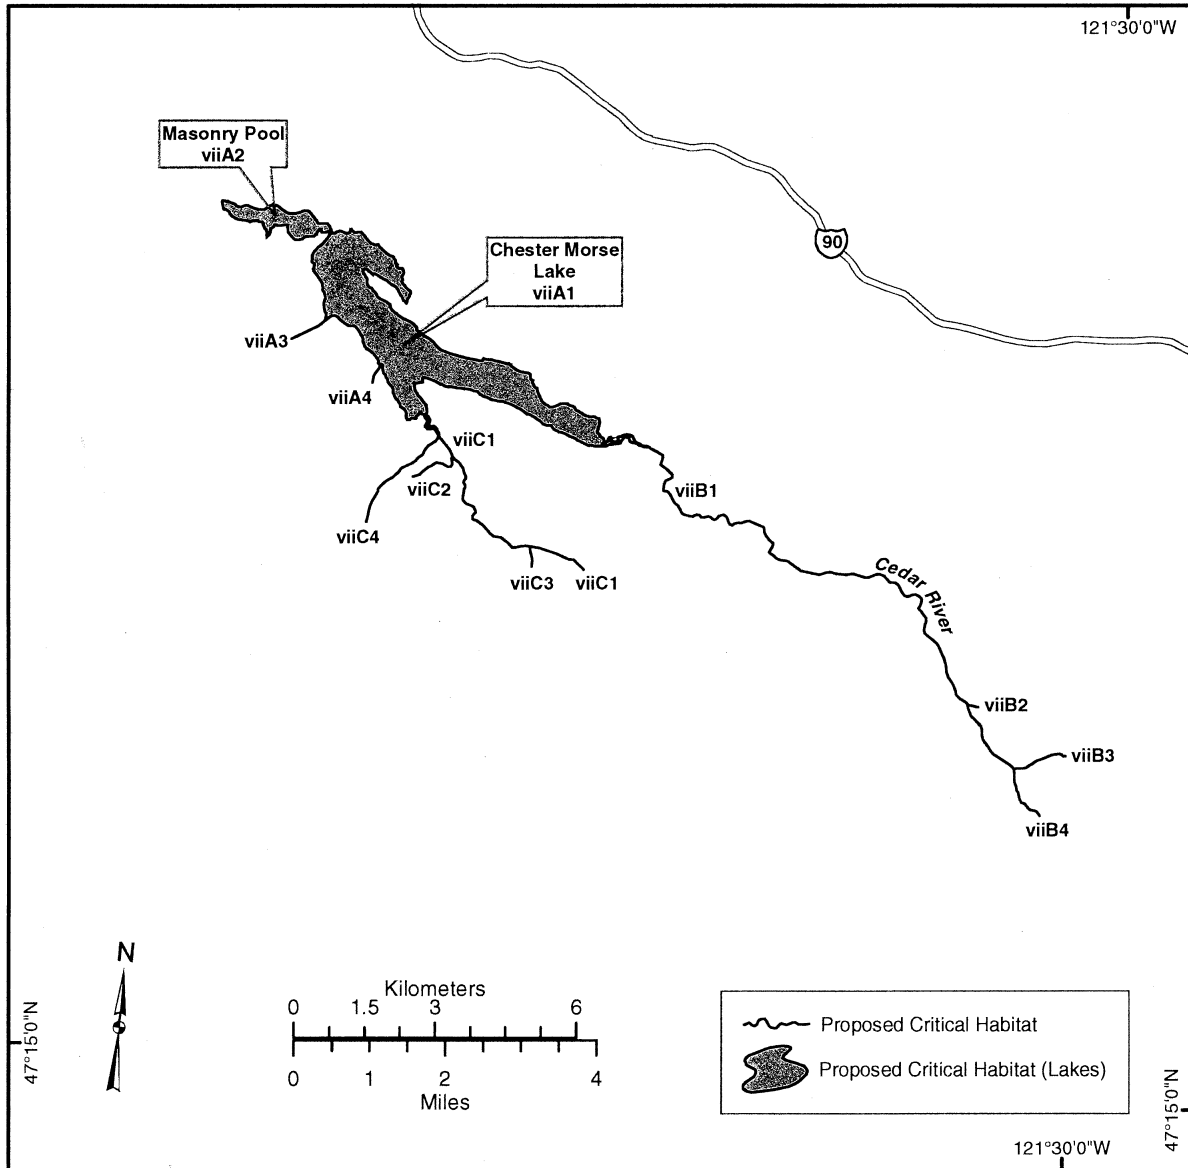 121°30'0"W
Masonry Pool
viiA2
90
Chester Morse
Lake
viiA1
viiA3
viiA4
viiC1
viiC2
viiB1
viiC4
viiC3
viiC1
Cedar River
viiB2
viiB3
viiB4
N
Kilometers
0 1.5 3 6
0 1 2 4
Miles
Proposed Critical Habitat
Proposed Critical Habitat (Lakes)
47°15'0"N
47°15'0"N
121°30'0"W